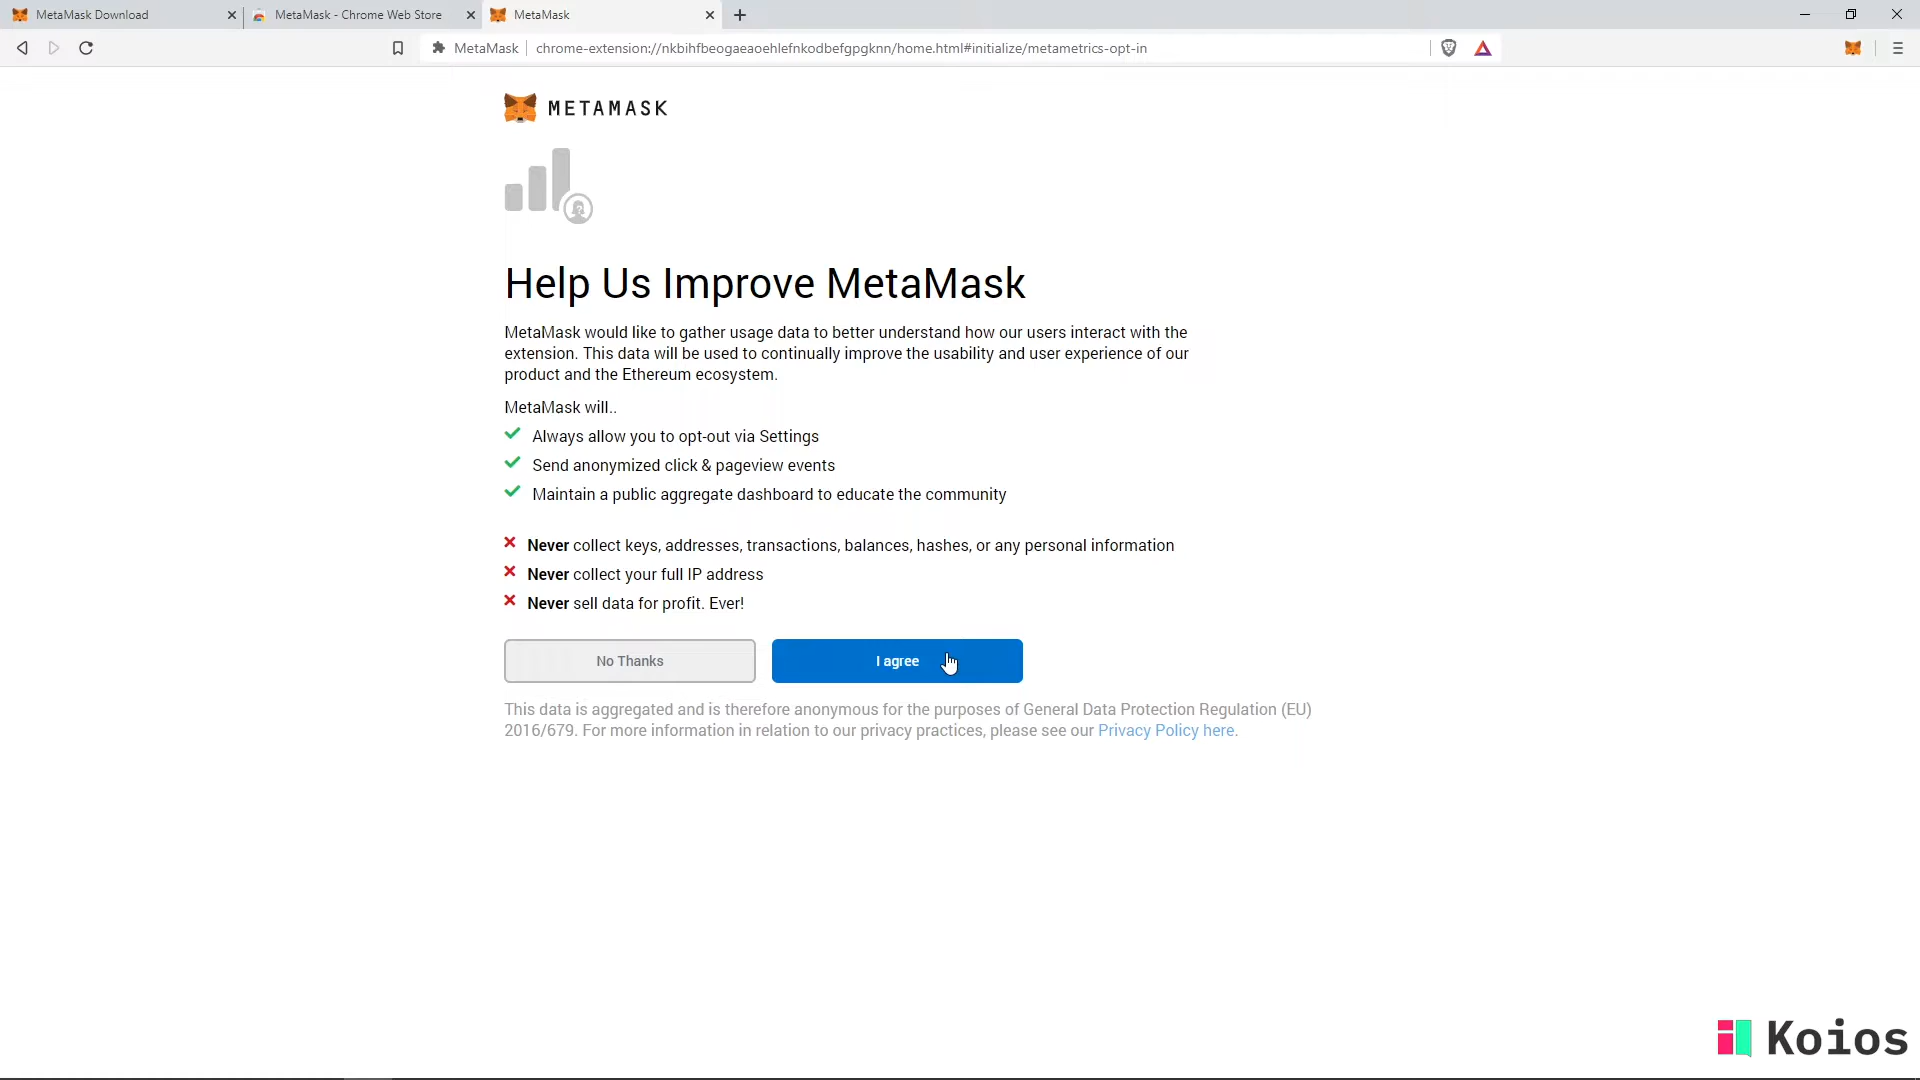 MetaMask Download
MetaMask - Chrome Web Store
MetaMask
MetaMask
chrome-extension://nkbihfbeogaeaoehlefnkodbefgpgknn/home.html#initialize/metametrics-opt-in
METAMASK
Help Us Improve MetaMask
MetaMask would like to gather usage data to better understand how our users interact with the
extension. This data will be used to continually improve the usability and user experience of our
product and the Ethereum ecosystem.
MetaMask will..
Always allow you to opt-out via Settings
Send anonymized click & pageview events
Maintain a public aggregate dashboard to educate the community
Never collect keys, addresses, transactions, balances, hashes, or any personal information
Never collect your full IP address
Never sell data for profit. Ever!
No Thanks
I agree
This data is aggregated and is therefore anonymous for the purposes of General Data Protection Regulation (EU)
2016/679. For more information in relation to our privacy practices, please see our Privacy Policy here.
Koios